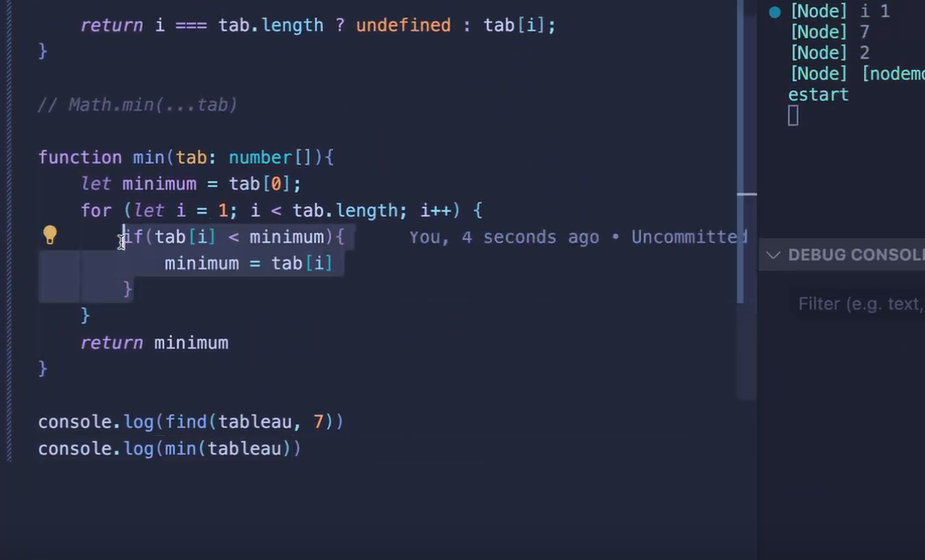 return i === tab.length ? undefined : tab[i];
}
// Math.min(...tab)
function min(tab: number[]){
let minimum = tab[0];
for (let i = 1; i < tab.length; i++) {
if(tab[i] < minimum){ You, 4 seconds ago • Uncommitted
minimum = tab[i]
}
}
return minimum
}
console.log(find(tableau, 7))
console.log(min(tableau))
[Node] i 1
[Node] 7
[Node] 2
[Node] [nodemo
estart
DEBUG CONSOL
Filter (e.g. text,